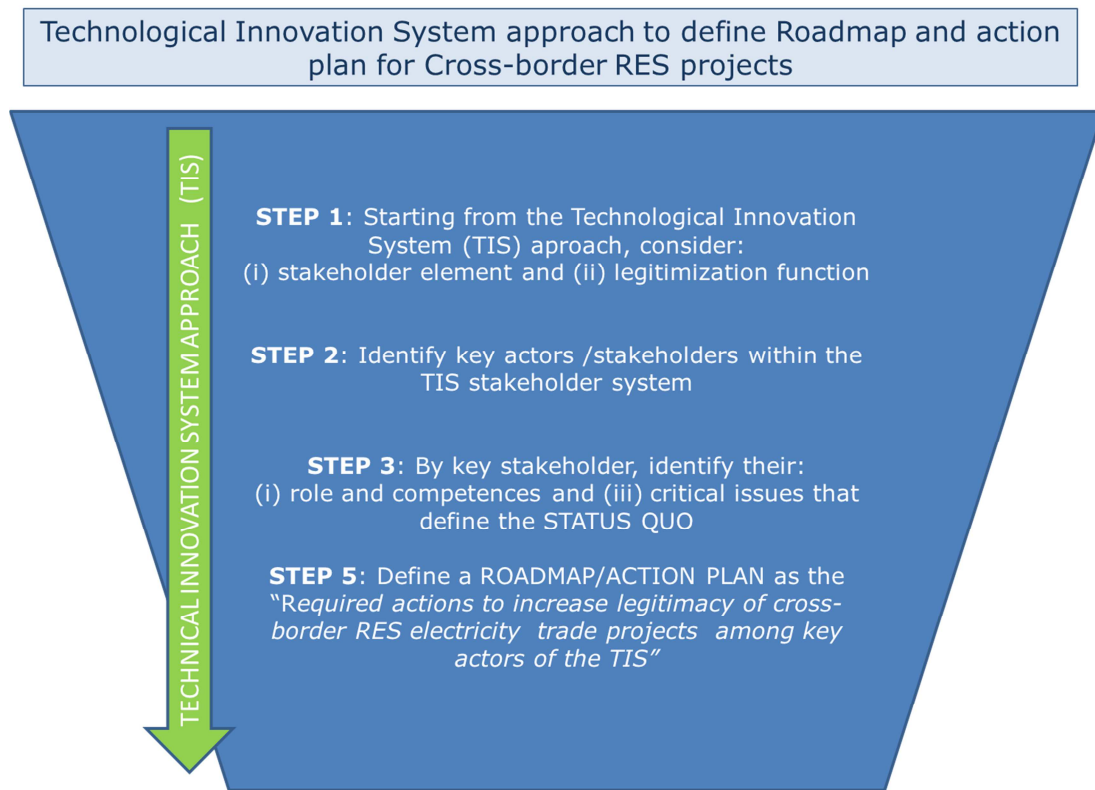 Technological Innovation System approach to define Roadmap and action
plan for Cross-border RES projects
TECHNICAL INNOVATION SYSTEM APPROACH (TIS)
STEP 1: Starting from the Technological Innovation
System (TIS) aproach, consider:
(i) stakeholder element and (ii) legitimization function
STEP 2: Identify key actors /stakeholders within the
TIS stakeholder system
STEP 3: By key stakeholder, identify their:
(i) role and competences and (iii) critical issues that
define the STATUS QUO
STEP 5: Define a ROADMAP/ACTION PLAN as the
“Required actions to increase legitimacy of cross-
border RES electricity trade projects among key
actors of the TIS”